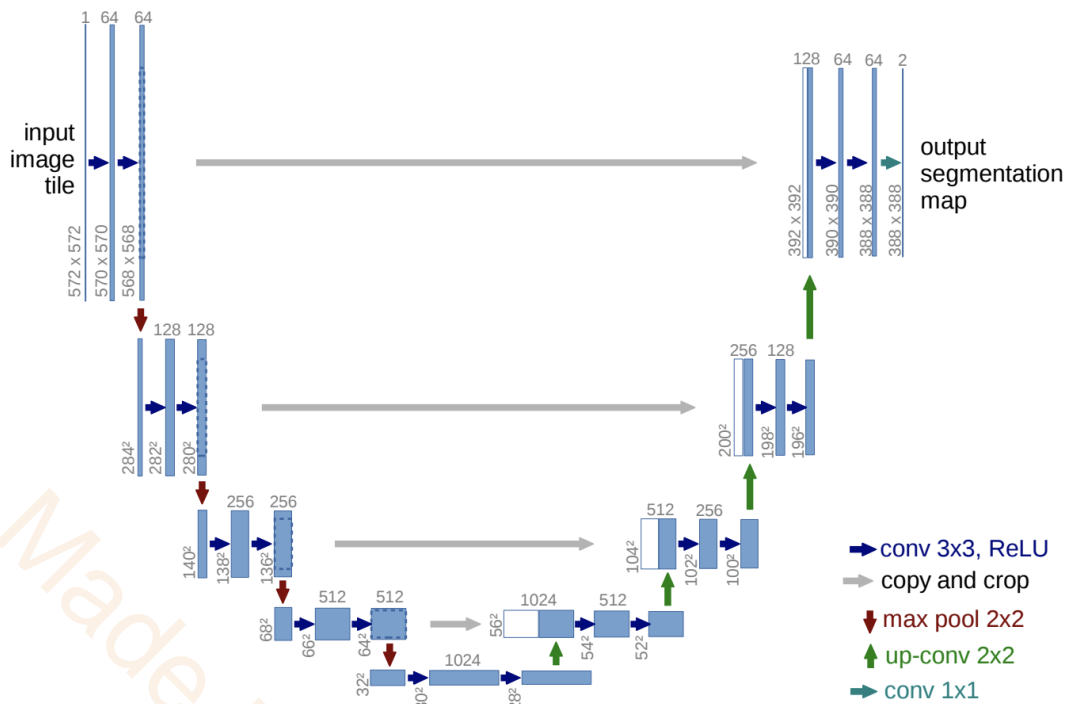 1 64 64
128 64 64 2
input
image
tile
output
segmentation
map
572 x 572
570 x 570
568 x 568
392 x 392
390 x 390
388 x 388
388 x 388
128 128
256 128
284²
282²
280²
200²
198²
196²
256 256
512 256
140²
138²
136²
104²
102²
100²
conv 3x3, ReLU
copy and crop
max pool 2x2
up-conv 2x2
conv 1x1
512 512
1024 512
68²
66²
64²
56²
54²
52²
1024
32²
30²
28²
Made